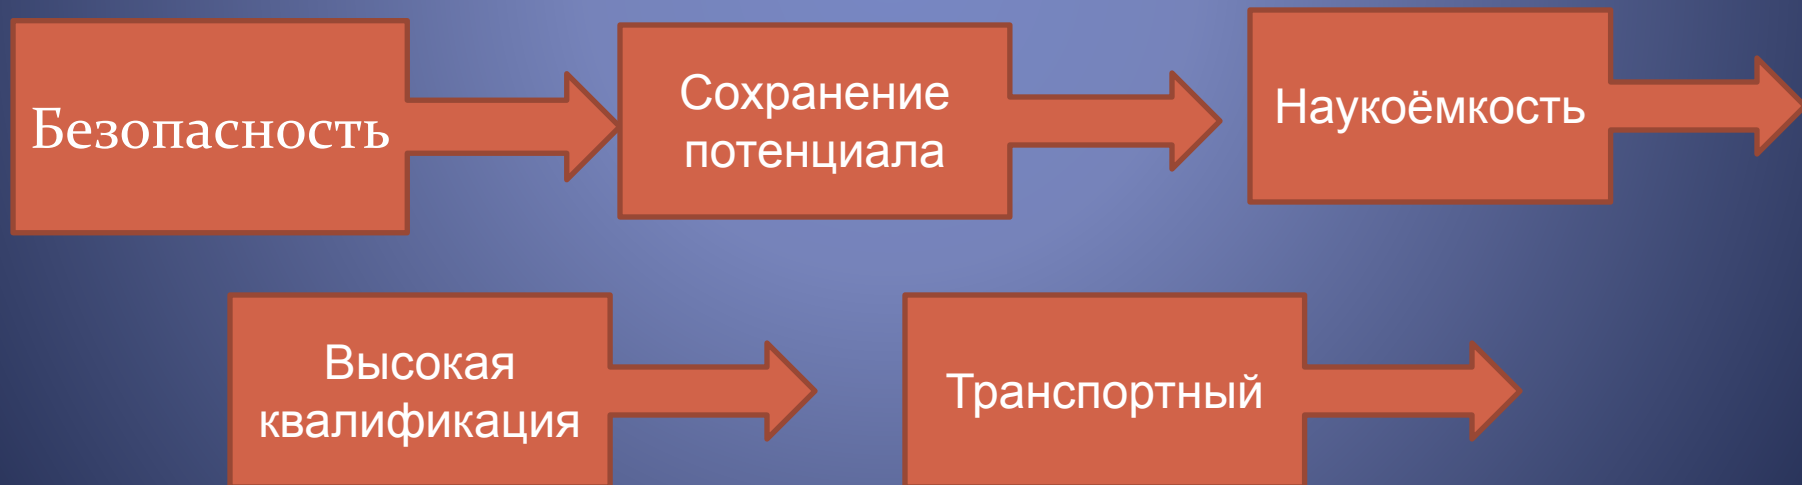 Безопасность
Сохранение
потенциала
Наукоёмкость
Высокая
квалификация
Транспортный